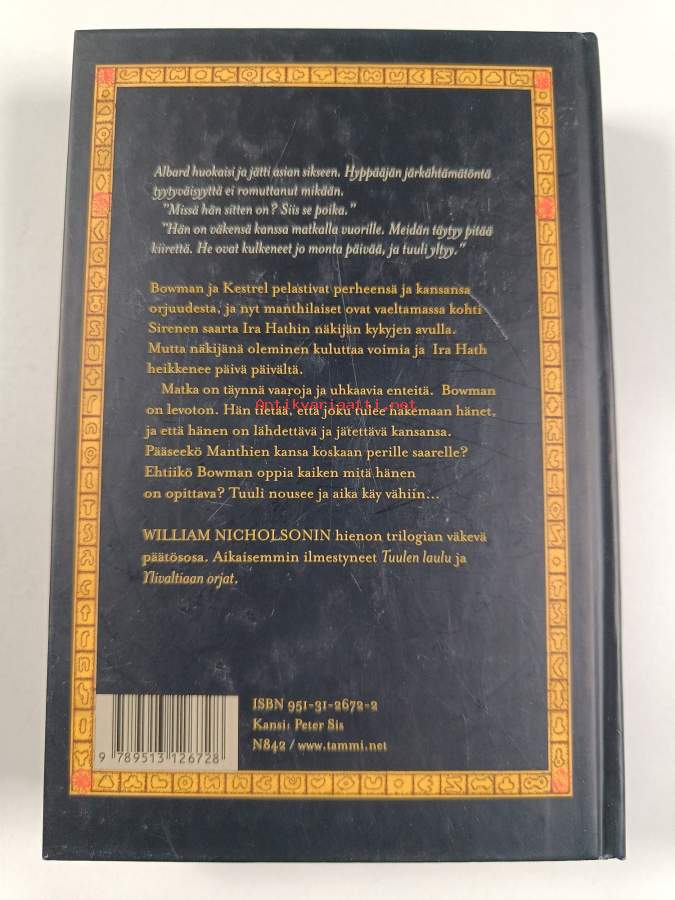 Albard huokaisi ja jätti asian sikseen. Hyppääjän järkähtämätöntä
tyytyväisyyttä ei romuttanut mikään.
"Missä hän sitten on? Siis se poika."
"Hän on väkensä kanssa matkalla vuorille. Meidän täytyy pitää
kiirettä. He ovat kulkeneet jo monta päivää, ja tuuli yltyy."
Bowman ja Kestrel pelastivat perheensä ja kansansa
orjuudesta, ja nyt manthilaiset ovat vaeltamassa kohti
Sirenen saarta Ira Hathin näkijän kykyjen avulla.
Mutta näkijänä oleminen kuluttaa voimia ja Ira Hath
heikkenee päivä päivältä.
Matka on täynnä vaaroja ja uhkaavia enteitä. Bowman
Antikvariaatti.net
on levoton. Hän tietää, että joku tulee hakemaan hänet,
ja että hänen on lähdettävä ja jätettävä kansansa.
Pääseekö Manthien kansa koskaan perille saarelle?
Ehtiikö Bowman oppia kaiken mitä hänen
on opittava? Tuuli nousee ja aika käy vähiin...
WILLIAM NICHOLSONIN hienon trilogian väkevä
päätösosa. Aikaisemmin ilmestyneet Tuulen laulu ja
Ylivaltiaan orjat.
ISBN 951-31-2672-2
Kansi: Peter Sis
N842 / www.tammi.net
9 789513 126728